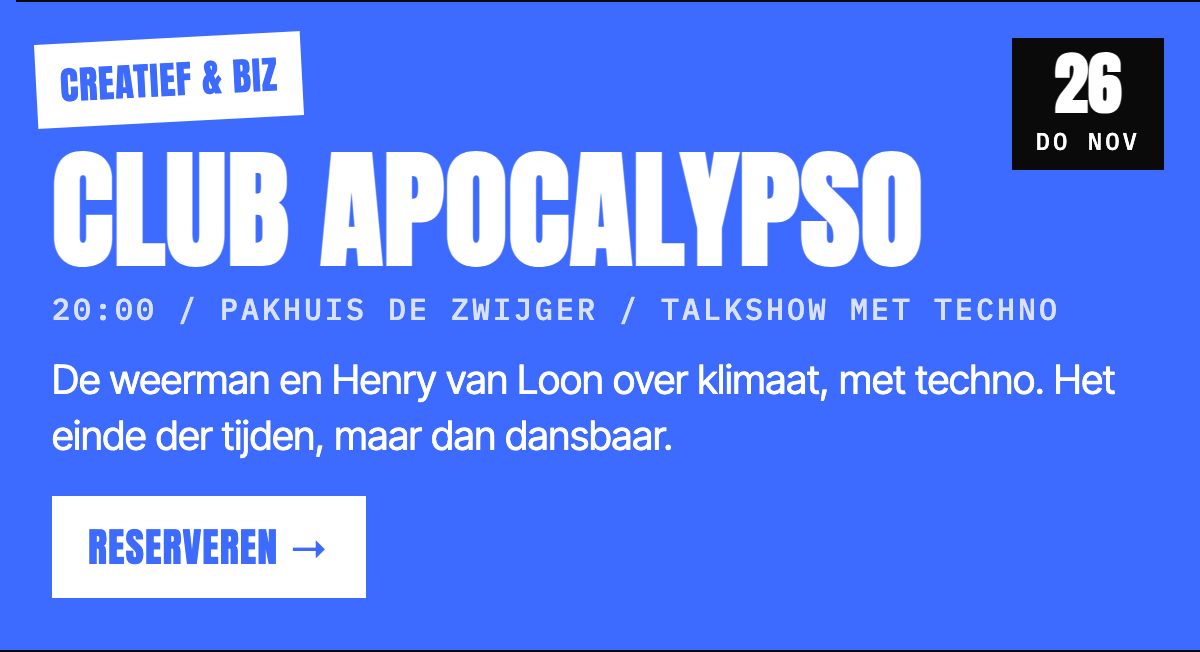 CREATIEF & BIZ
26
DO NOV
CLUB APOCALYPSO
20:00 / PAKHUIS DE ZWIJGER / TALKSHOW MET TECHNO
De weerman en Henry van Loon over klimaat, met techno. Het
einde der tijden, maar dan dansbaar.
RESERVEREN →